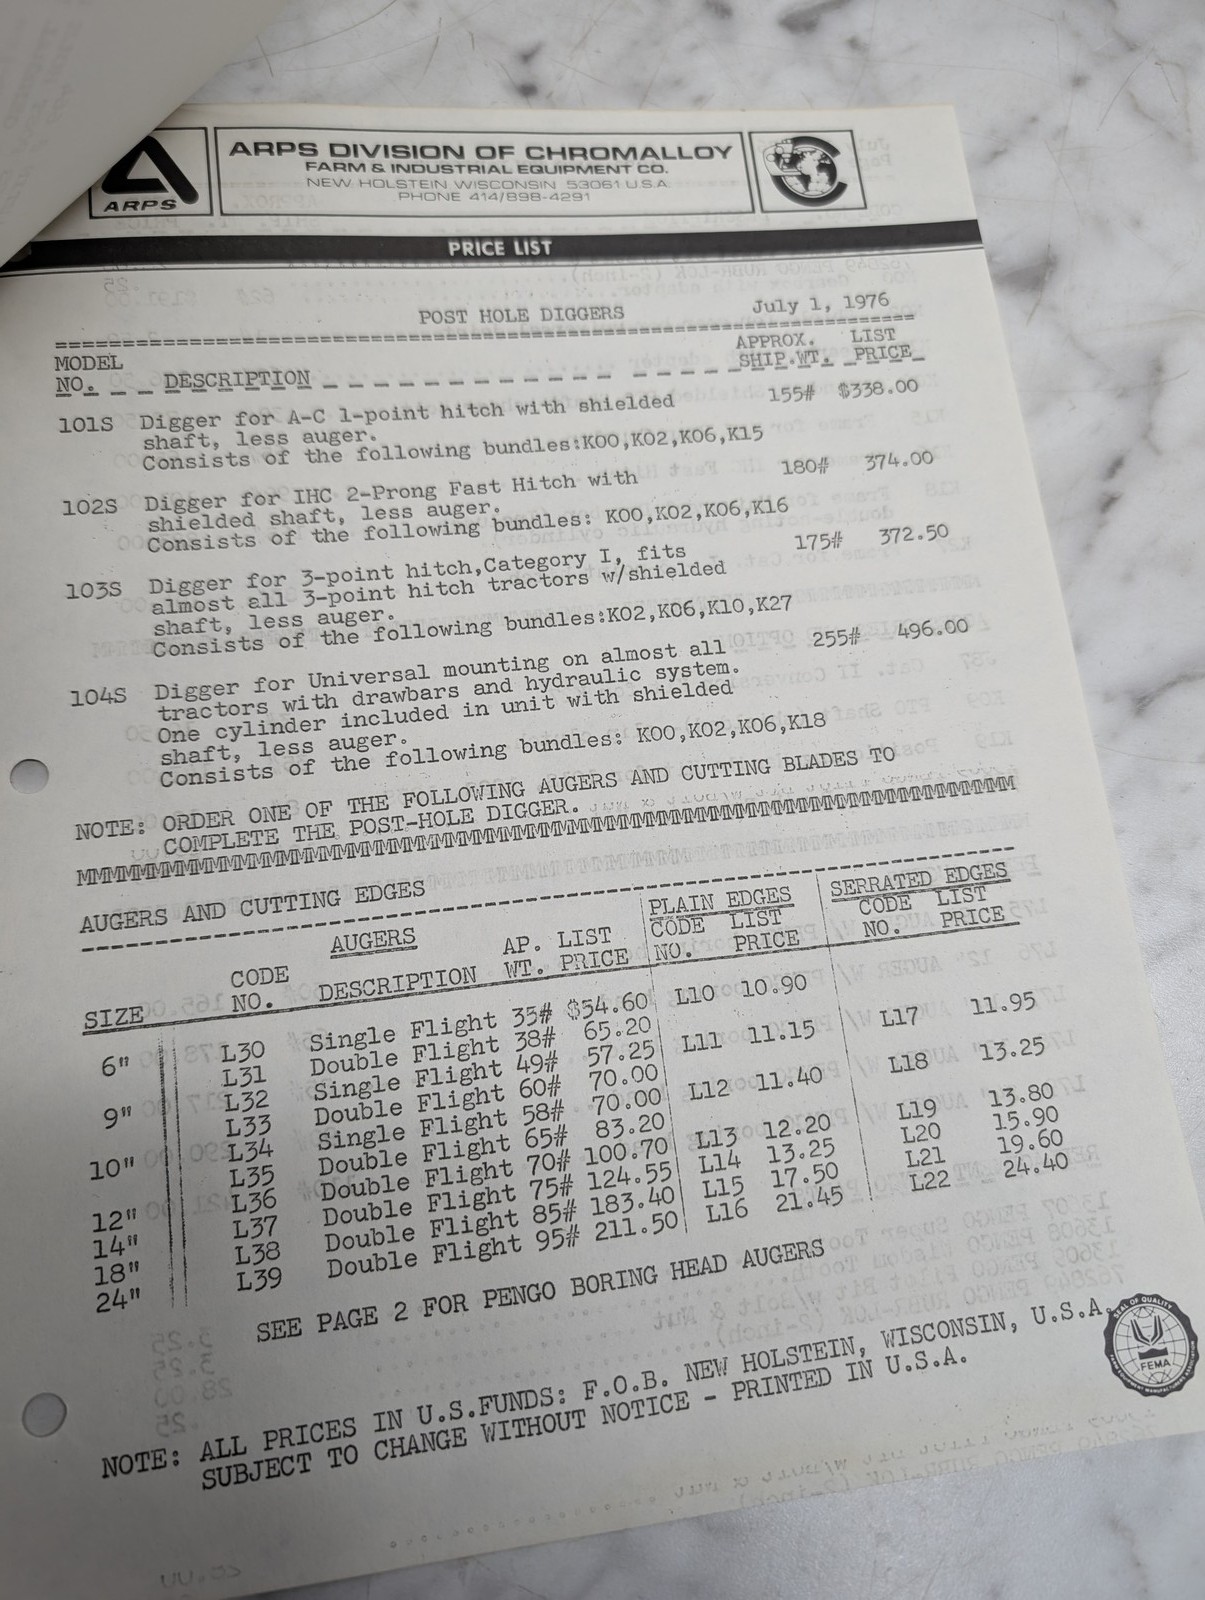 ARPS
ARPS DIVISION OF CHROMALLOY
FARM & INDUSTRIAL EQUIPMENT CO.
NEW HOLSTEIN WISCONSIN 53061 U.S.A.
PHONE 414/898-4291
PRICE LIST
POST HOLE DIGGERS July 1, 1976
MODEL APPROX. LIST
NO. DESCRIPTION SHIP.WT. PRICE
101S Digger for A-C 1-point hitch with shielded 155# $338.00
shaft, less auger.
Consists of the following bundles:K00,K02,K06,K15
102S Digger for IHC 2-Prong Fast Hitch with 180# 374.00
shielded shaft, less auger.
Consists of the following bundles: K00,K02,K06,K16
103S Digger for 3-point hitch,Category I, fits 175# 372.50
almost all 3-point hitch tractors w/shielded
shaft, less auger.
Consists of the following bundles:K02,K06,K10,K27
104S Digger for Universal mounting on almost all 255# 496.00
tractors with drawbars and hydraulic system.
One cylinder included in unit with shielded
shaft, less auger.
Consists of the following bundles: K00,K02,K06,K18
NOTE: ORDER ONE OF THE FOLLOWING AUGERS AND CUTTING BLADES TO
COMPLETE THE POST-HOLE DIGGER.
AUGERS AND CUTTING EDGES
AUGERS PLAIN EDGES SERRATED EDGES
CODE AP. LIST CODE LIST CODE LIST
SIZE NO. DESCRIPTION WT. PRICE NO. PRICE NO. PRICE
6" L30 Single Flight 35# $54.60 L10 10.90
L31 Double Flight 38# 65.20
9" L32 Single Flight 49# 57.25 L11 11.15 L17 11.95
L33 Double Flight 60# 70.00
10" L34 Single Flight 58# 70.00 L12 11.40 L18 13.25
L35 Double Flight 65# 83.20
12" L36 Double Flight 70# 100.70 L13 12.20 L19 13.80
14" L37 Double Flight 75# 124.55 L14 13.25 L20 15.90
18" L38 Double Flight 85# 183.40 L15 17.50 L21 19.60
24" L39 Double Flight 95# 211.50 L16 21.45 L22 24.40
SEE PAGE 2 FOR PENGO BORING HEAD AUGERS
NOTE: ALL PRICES IN U.S.FUNDS: F.O.B. NEW HOLSTEIN, WISCONSIN, U.S.A.
SUBJECT TO CHANGE WITHOUT NOTICE - PRINTED IN U.S.A.
SEAL OF QUALITY
FEMA